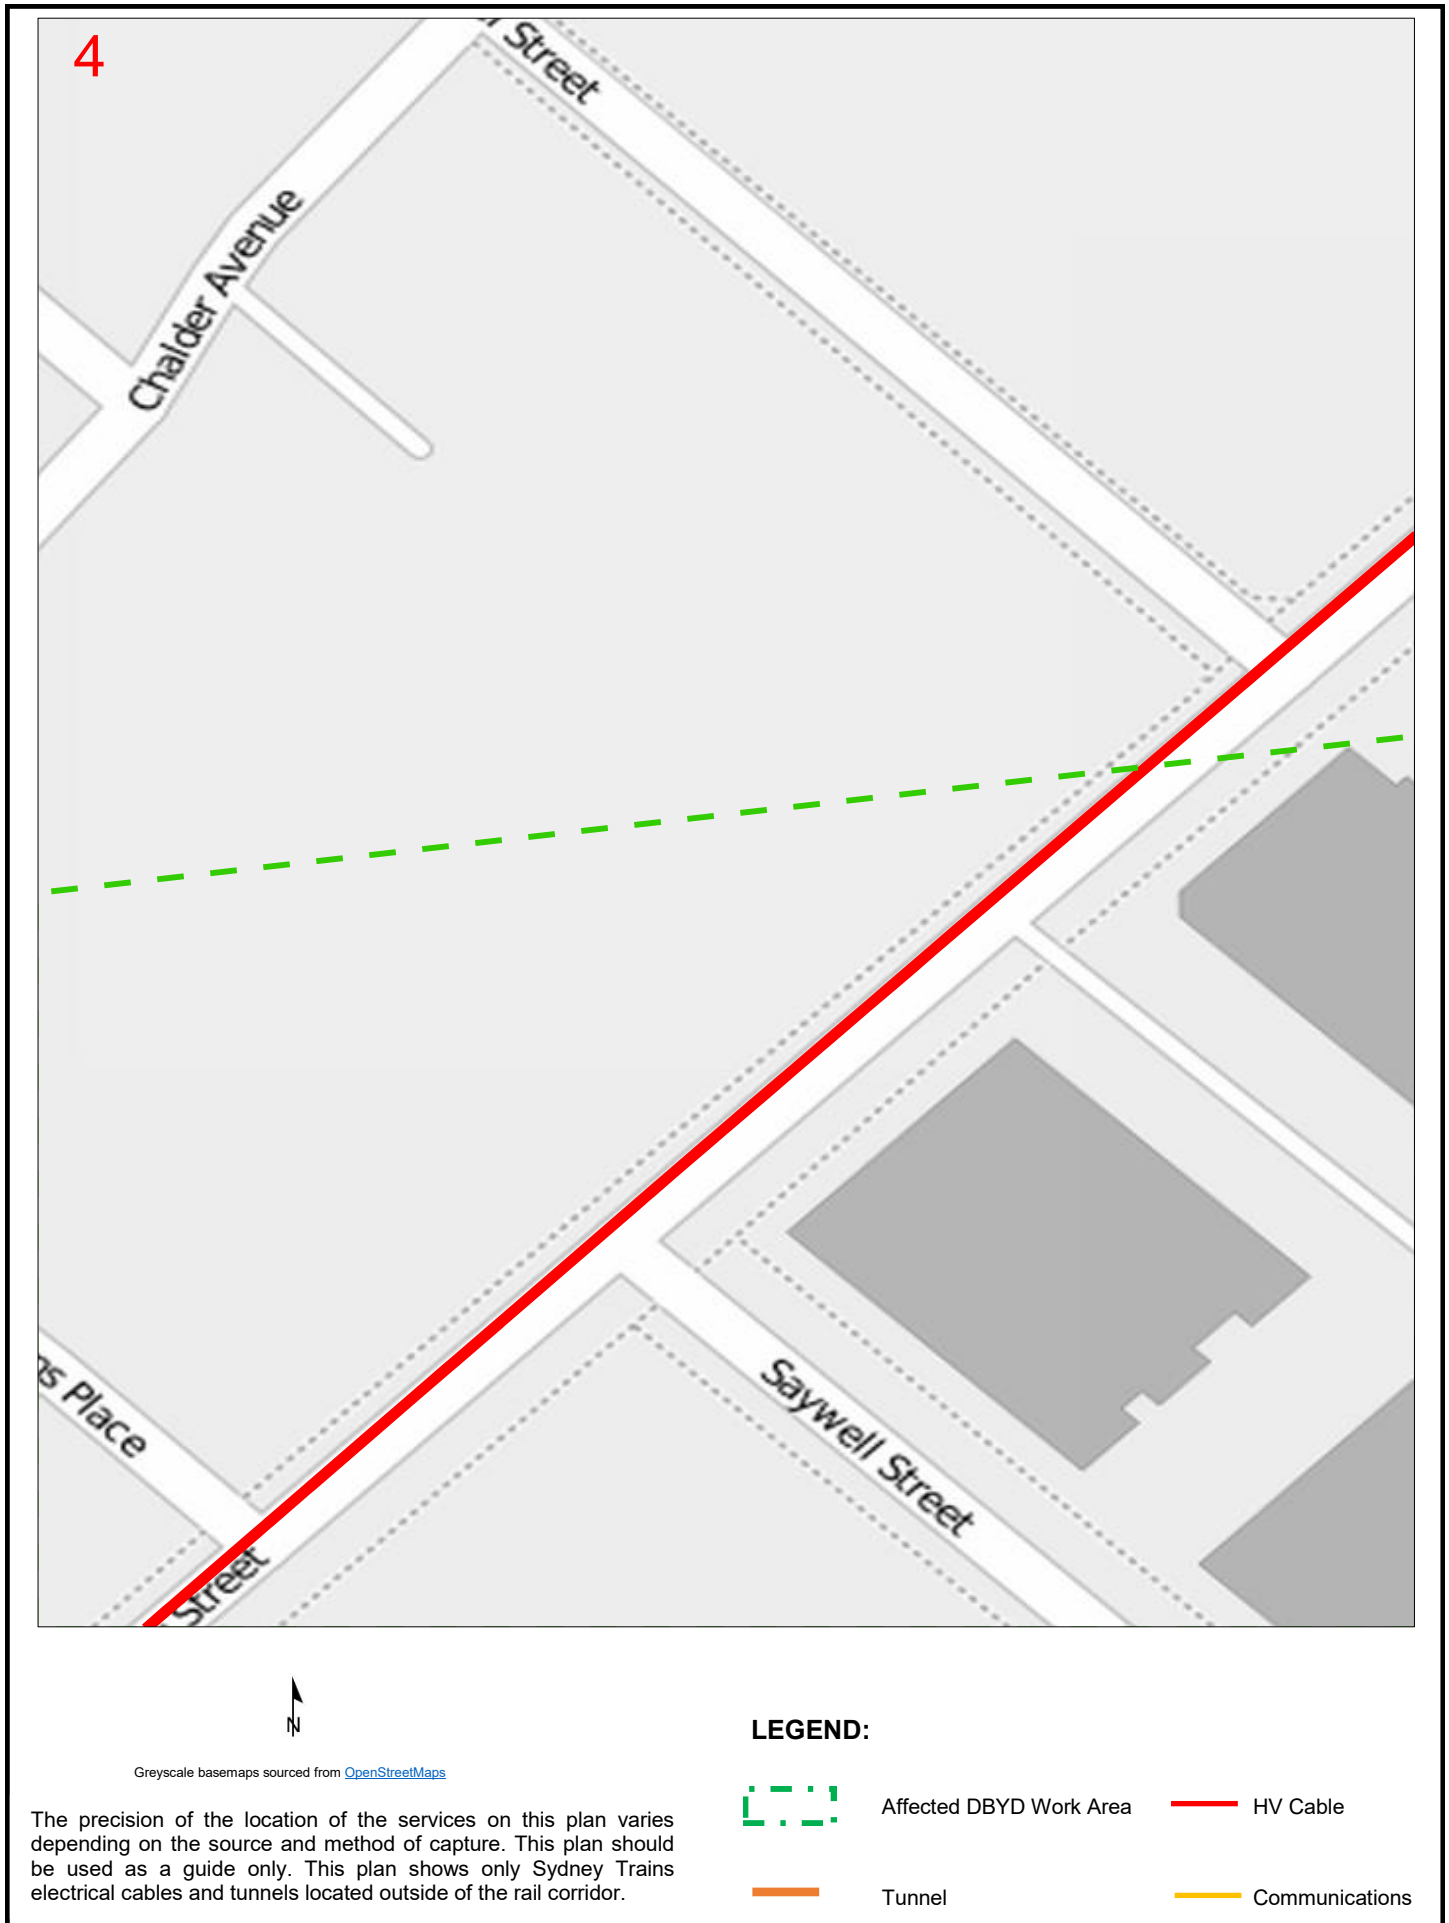 4
Street
Chalder Avenue
Place
Saywell Street
Street
N
Greyscale basemaps sourced from OpenStreetMaps
The precision of the location of the services on this plan varies
depending on the source and method of capture. This plan should
be used as a guide only. This plan shows only Sydney Trains
electrical cables and tunnels located outside of the rail corridor.
LEGEND:
Affected DBYD Work Area
HV Cable
Tunnel
Communications